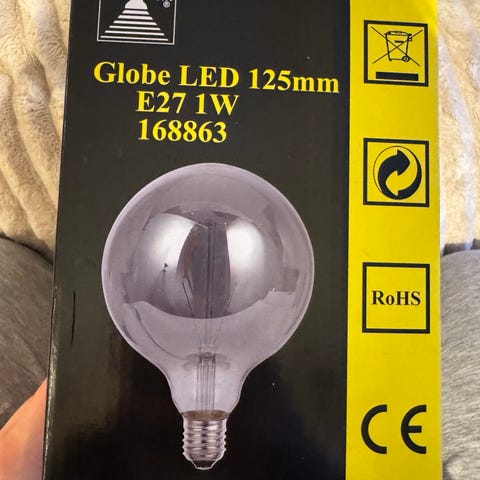 ®
Globe LED 125mm
E27 1W
168863
RoHS
CE